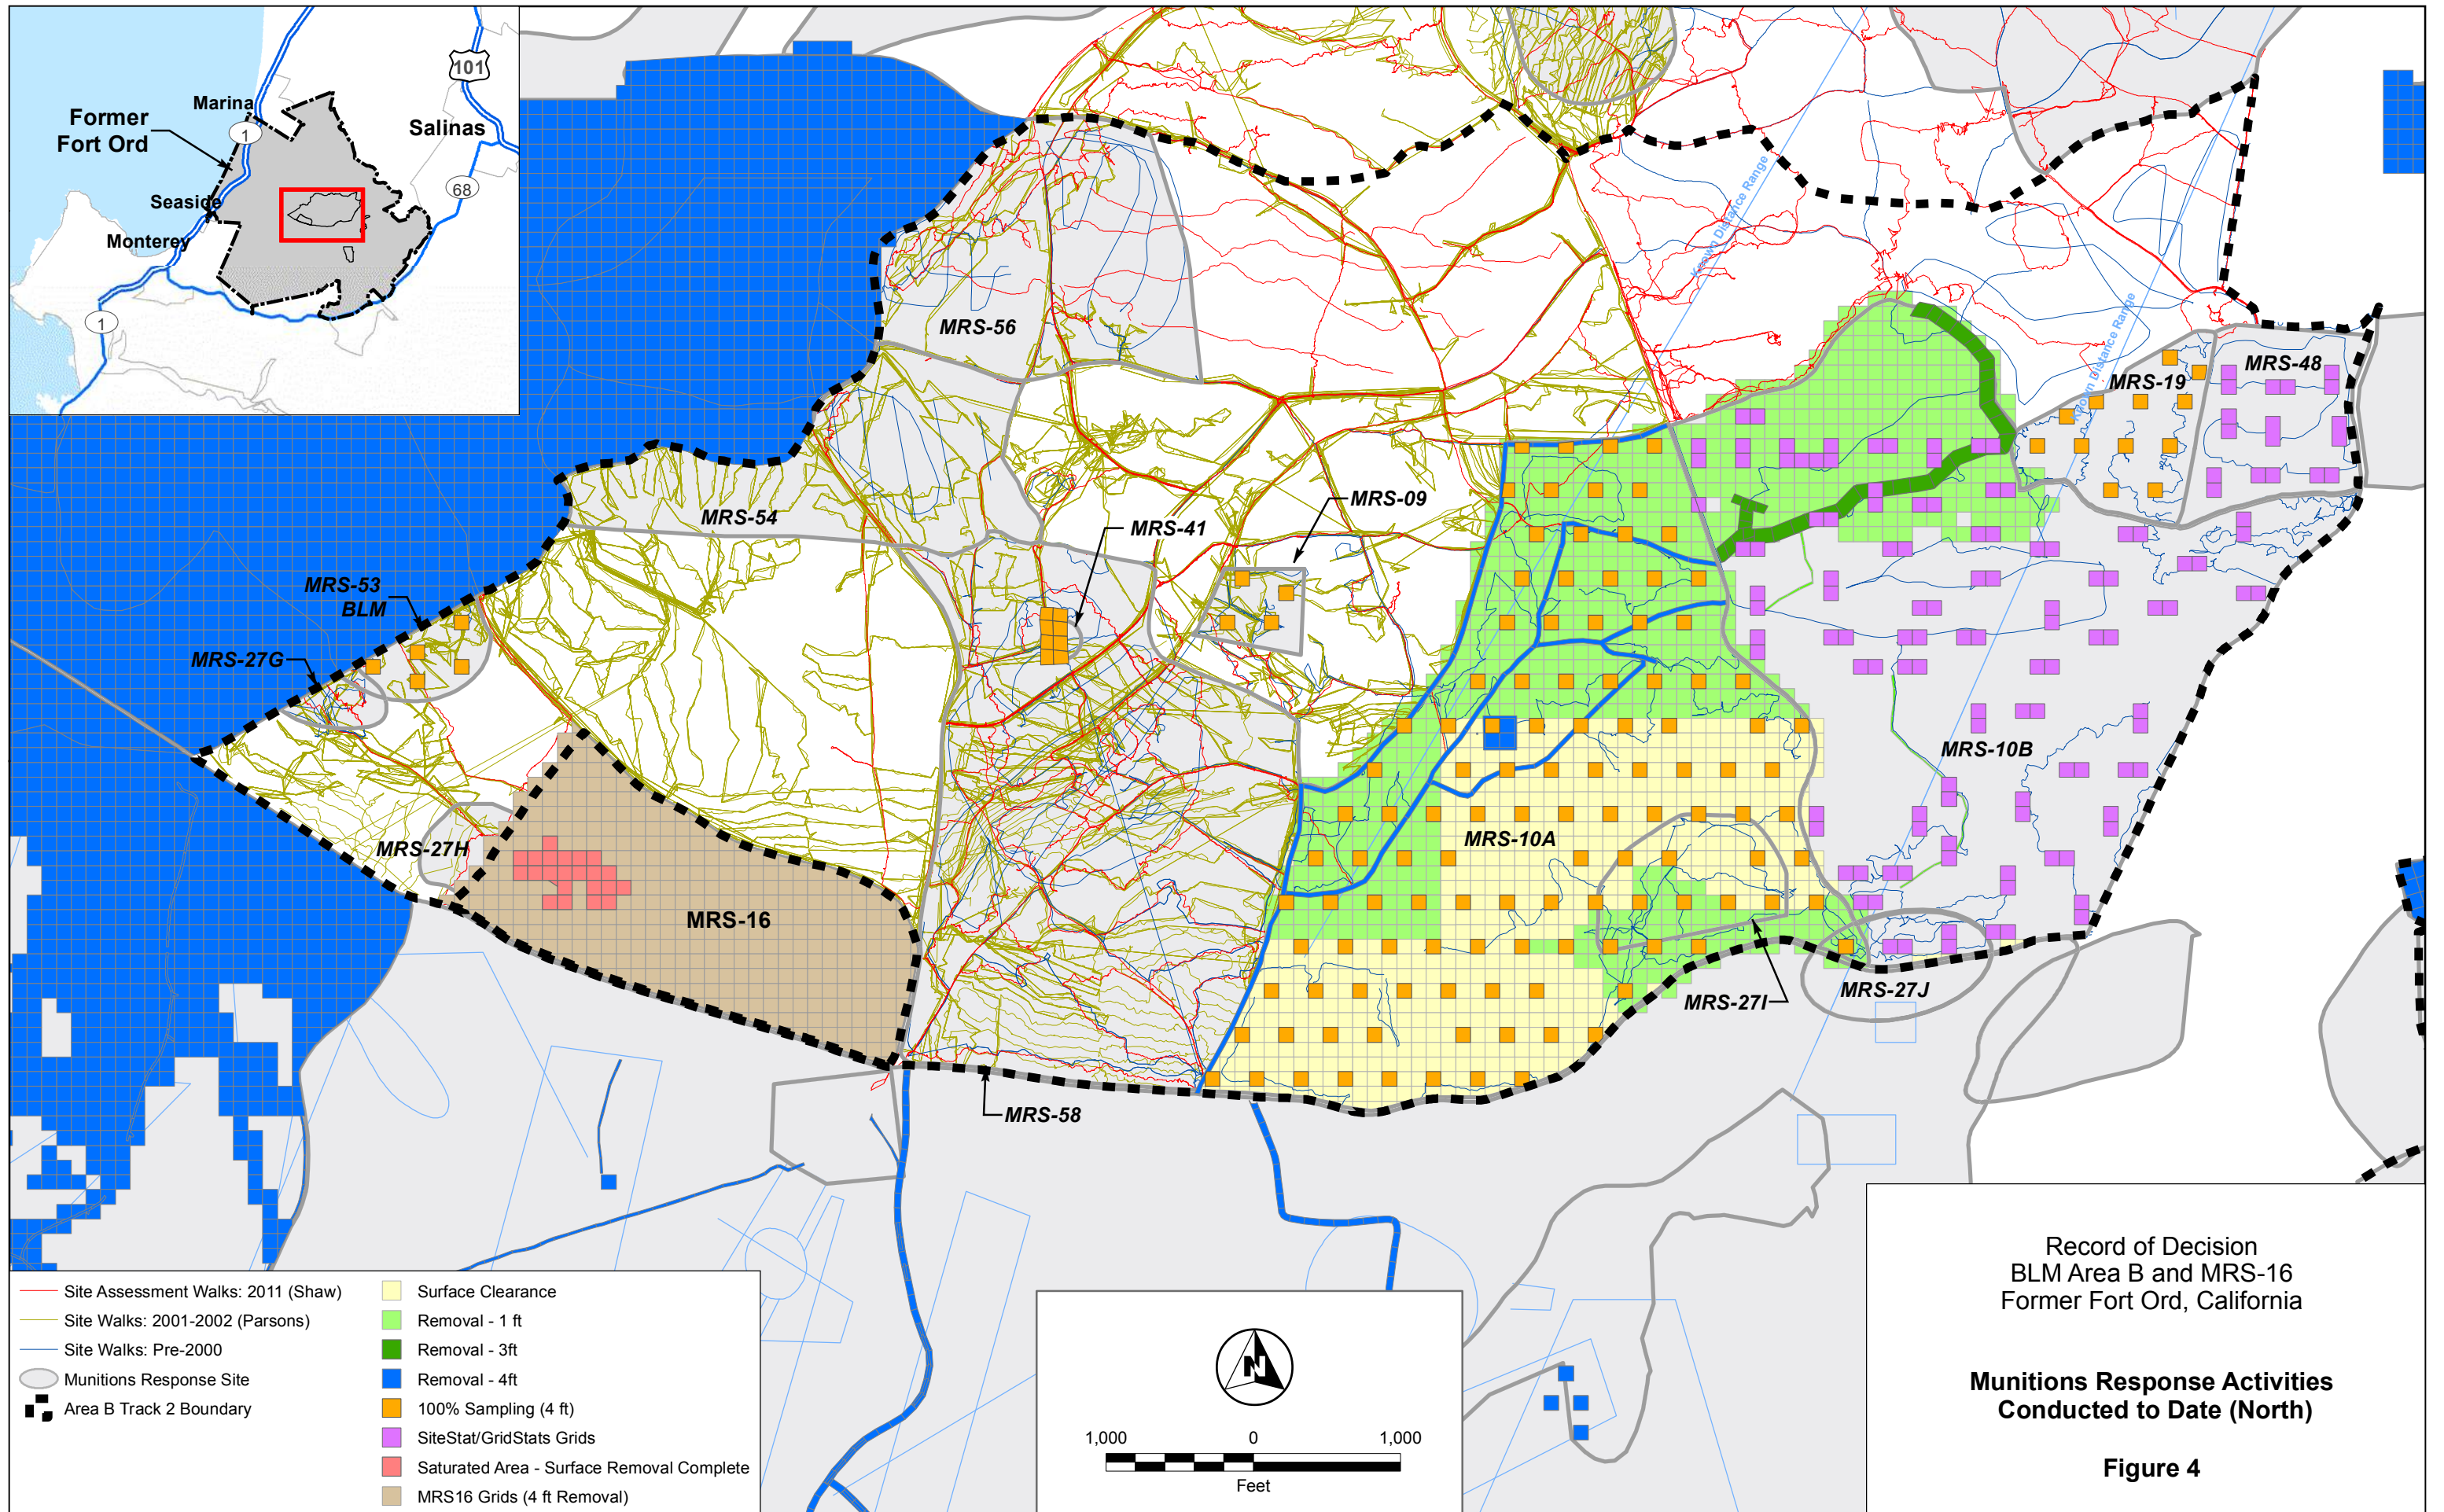 101
Marina
Former
Fort Ord
1
Salinas
68
Seaside
Monterey
1
Known Distance Range
Known Distance Range
MRS-56
MRS-48
MRS-19
MRS-09
MRS-54
MRS-41
MRS-53
BLM
MRS-27G
MRS-10B
MRS-10A
MRS-27H
MRS-16
MRS-27I
MRS-27J
MRS-58
Site Assessment Walks: 2011 (Shaw)
Site Walks: 2001-2002 (Parsons)
Site Walks: Pre-2000
Munitions Response Site
Area B Track 2 Boundary
Surface Clearance
Removal - 1 ft
Removal - 3ft
Removal - 4ft
100% Sampling (4 ft)
SiteStat/GridStats Grids
Saturated Area - Surface Removal Complete
MRS16 Grids (4 ft Removal)
N
1,000 0 1,000
Feet
Record of Decision
BLM Area B and MRS-16
Former Fort Ord, California
Munitions Response Activities
Conducted to Date (North)
Figure 4